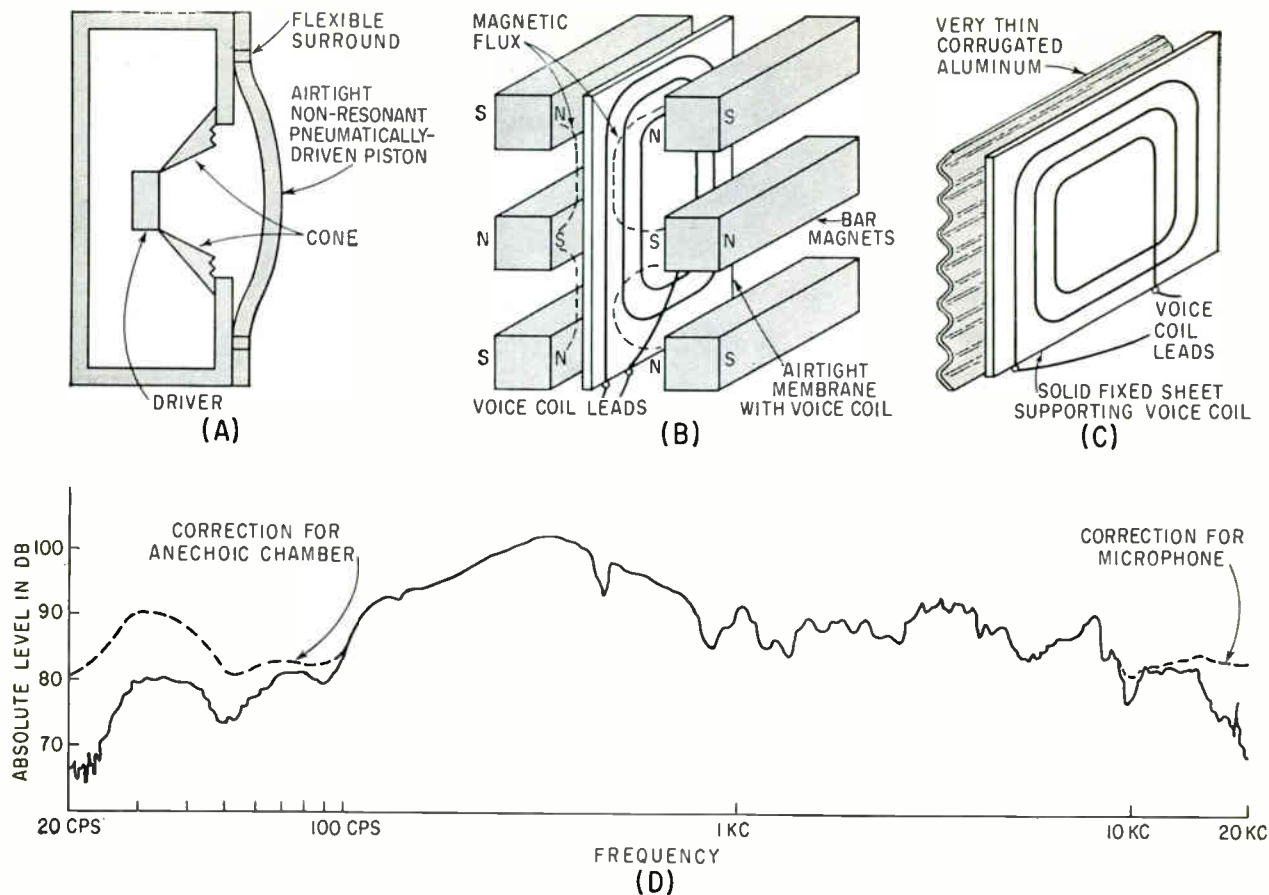 FLEXIBLE
SURROUND
AIRTIGHT
NON-RESONANT
PNEUMATICALLY-
DRIVEN PISTON
CONE
DRIVER
(A)
MAGNETIC
FLUX
S
N
N
S
N
S
S
N
S
N
N
S
BAR
MAGNETS
AIRTIGHT
MEMBRANE
WITH VOICE COIL
VOICE COIL LEADS
(B)
VERY THIN
CORRUGATED
ALUMINUM
VOICE
COIL
LEADS
SOLID FIXED SHEET
SUPPORTING VOICE COIL
(C)
CORRECTION FOR
ANECHOIC CHAMBER
CORRECTION FOR
MICROPHONE
ABSOLUTE LEVEL IN DB
100
90
80
70
20 CPS
100 CPS
1 KC
10 KC
20 KC
FREQUENCY
(D)